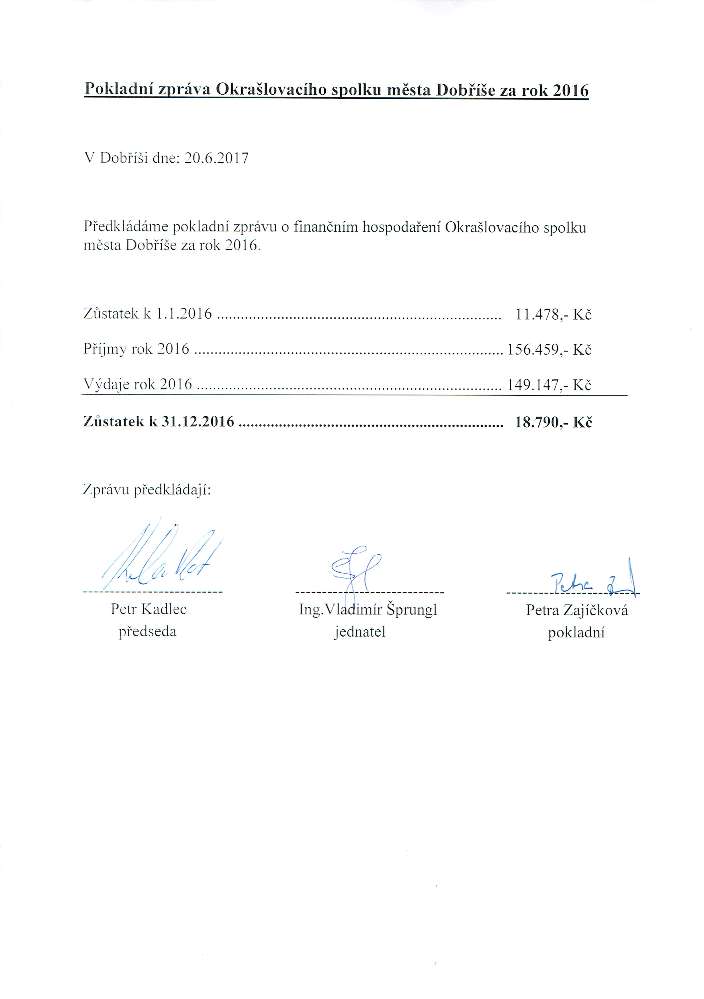 Pokladní zpráva Okrašlovacího spolku města Dobříše za rok 2016
V Dobříši dne: 20.6.2017
Předkládáme pokladní zprávu o finančním hospodaření Okrašlovacího spolku
města Dobříše za rok 2016.
Zůstatek k 1.1.2016 ........................................................................ 11.478,- Kč
Příjmy rok 2016 .............................................................................. 156.459,- Kč
Výdaje rok 2016 ............................................................................. 149.147,- Kč
Zůstatek k 31.12.2016 ................................................................... 18.790,- Kč
Zprávu předkládají:
Petra
Petr Kadlec Ing.Vladimír Šprungl Petra Zajíčková
předseda jednatel pokladní